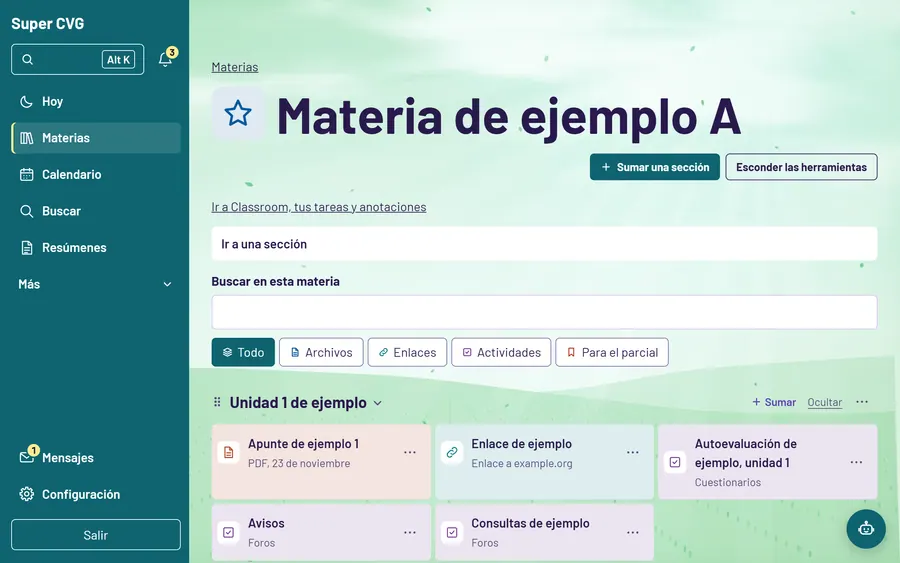 Super CVG
Alt K
3
Hoy
Materias
Calendario
Buscar
Resúmenes
Más
1
Mensajes
Configuración
Salir
Materias
Materia de ejemplo A
+ Sumar una sección
Esconder las herramientas
Ir a Classroom, tus tareas y anotaciones
Ir a una sección
Buscar en esta materia
Todo
Archivos
Enlaces
Actividades
Para el parcial
Unidad 1 de ejemplo
+ Sumar
Ocultar
Apunte de ejemplo 1
PDF, 23 de noviembre
Enlace de ejemplo
Enlace a example.org
Autoevaluación de
ejemplo, unidad 1
Cuestionarios
Avisos
Foros
Consultas de ejemplo
Foros